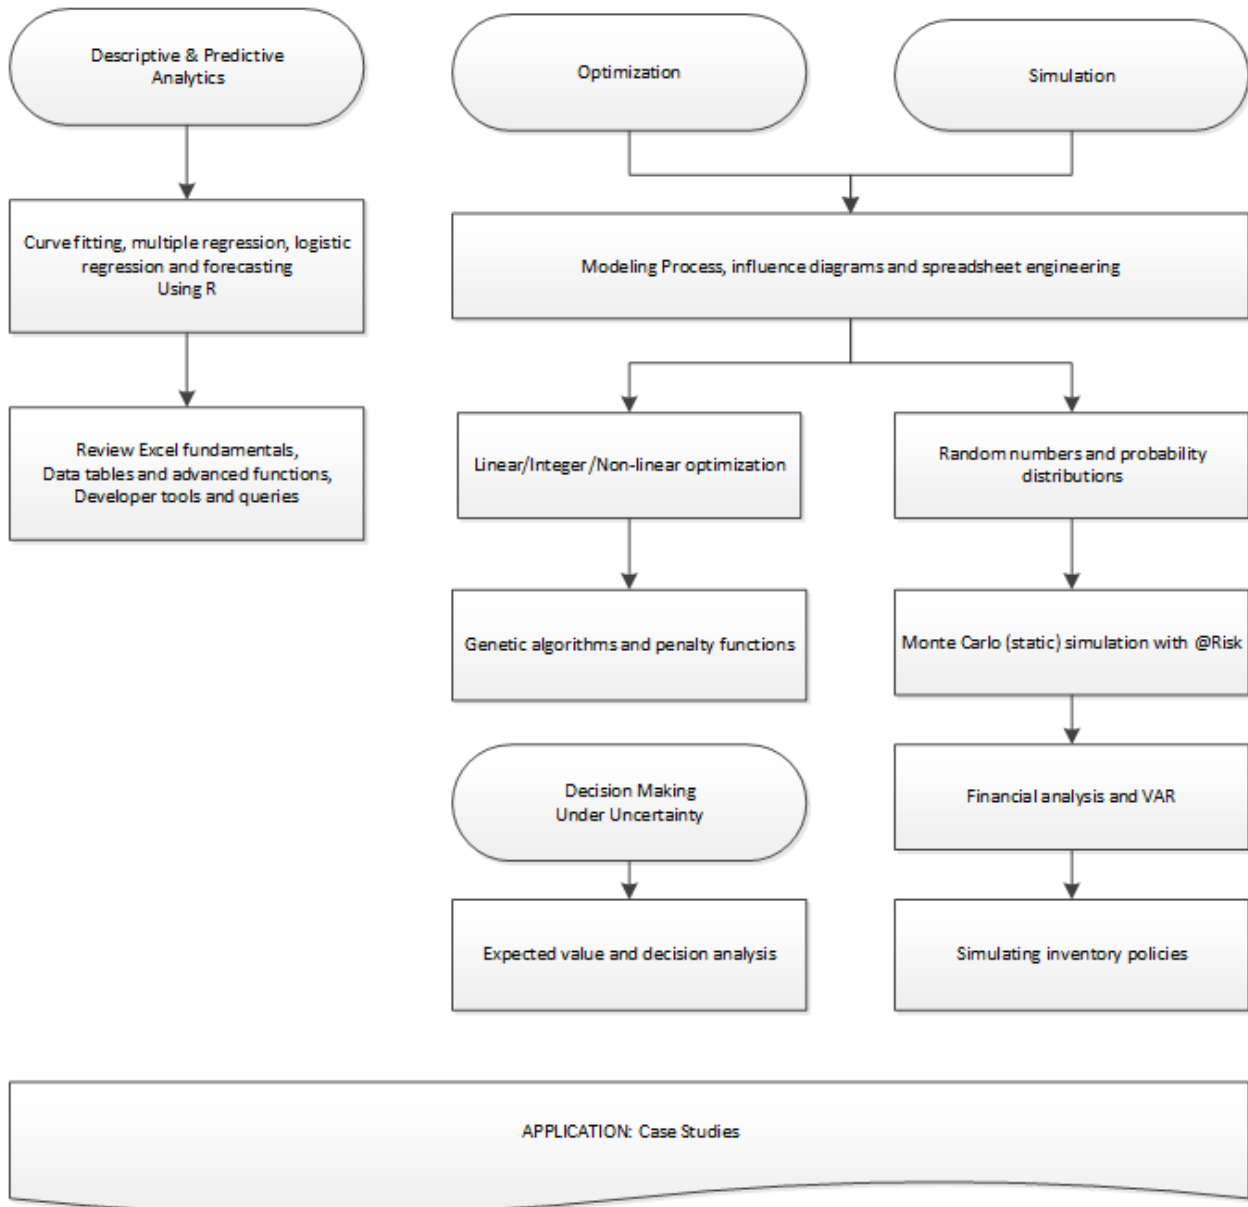 Descriptive & Predictive
Analytics
Optimization
Simulation
Curve fitting, multiple regression, logistic
regression and forecasting
Using R
Modeling Process, influence diagrams and spreadsheet engineering
Review Excel fundamentals,
Data tables and advanced functions,
Developer tools and queries
Linear/Integer/Non-linear optimization
Random numbers and probability
distributions
Genetic algorithms and penalty functions
Monte Carlo (static) simulation with @Risk
Decision Making
Under Uncertainty
Financial analysis and VAR
Expected value and decision analysis
Simulating inventory policies
APPLICATION: Case Studies